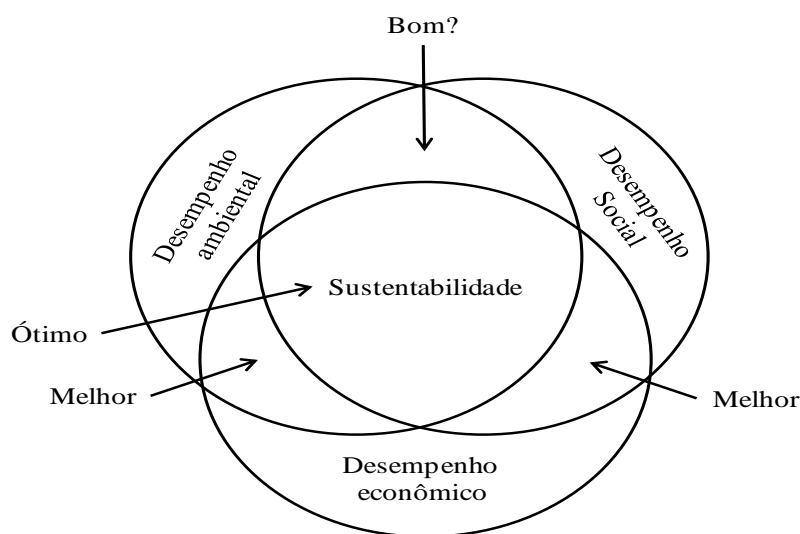 Bom?
Desempenho
ambiental
Desempenho
Social
Sustentabilidade
Ótimo
Melhor
Melhor
Desempenho
econômico